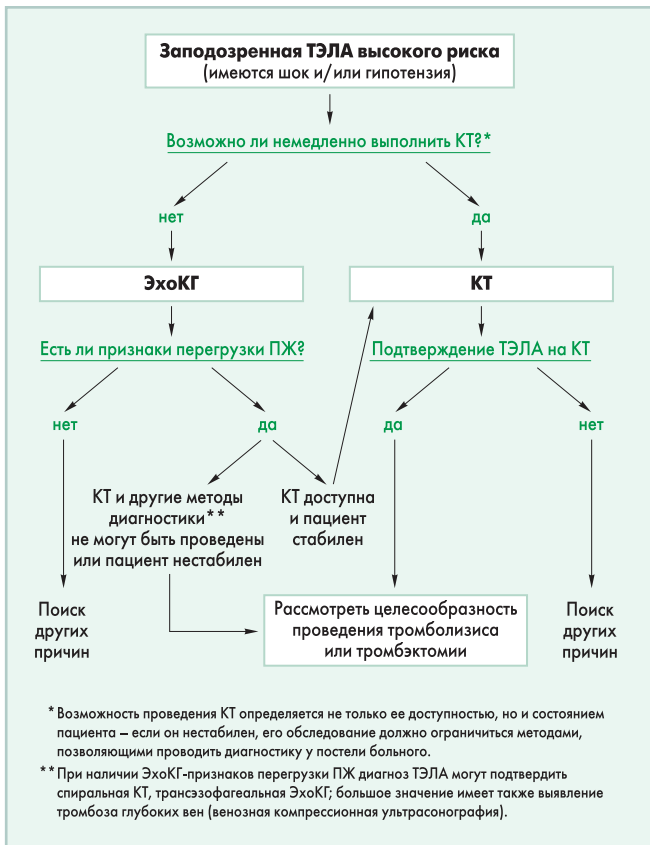 Заподозренная ТЭЛА высокого риска
(имеются шок и/или гипотензия)
Возможно ли немедленно выполнить КТ?*
нет
да
ЭхоКГ
КТ
Есть ли признаки перегрузки ПЖ?
Подтверждение ТЭЛА на КТ
нет
да
да
нет
КТ и другие методы
диагностики**
не могут быть проведены
или пациент нестабилен
КТ доступна
и пациент
стабилен
Поиск
других
причин
Рассмотреть целесообразность
проведения тромболизиса
или тромбэктомии
Поиск
других
причин
* Возможность проведения КТ определяется не только ее доступностью, но и состоянием
пациента – если он нестабилен, его обследование должно ограничиться методами,
позволяющими проводить диагностику у постели больного.
** При наличии ЭхоКГ-признаков перегрузки ПЖ диагноз ТЭЛА могут подтвердить
спиральная КТ, трансэзофагеальная ЭхоКГ; большое значение имеет также выявление
тромбоза глубоких вен (венозная компрессионная ультрасонография).